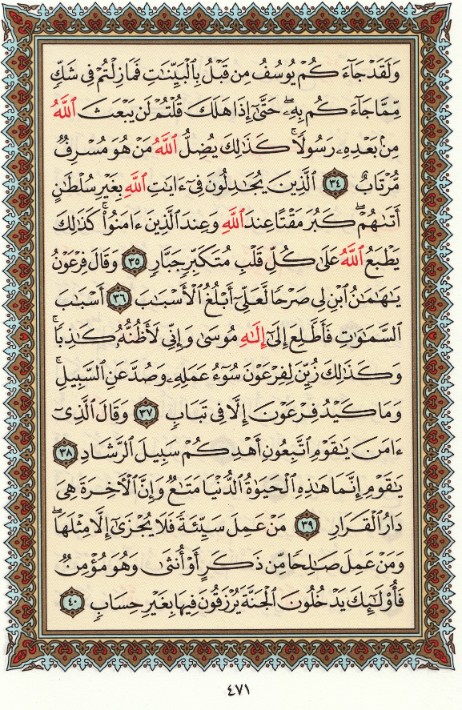 وَلَقَدْ جَآءَكُمْ يُوسُفُ مِن قَبْلُ بِٱلْبَيِّنَـٰتِ فَمَا زِلْتُمْ فِى شَكٍّ
مِّمَّا جَآءَكُم بِهِۦ ۖ حَتَّىٰٓ إِذَا هَلَكَ قُلْتُمْ لَن يَبْعَثَ ٱللَّهُ
مِنۢ بَعْدِهِۦ رَسُولًا ۚ كَذَٰلِكَ يُضِلُّ ٱللَّهُ مَنْ هُوَ مُسْرِفٌ
مُّرْتَابٌ ٣٤ ٱلَّذِينَ يُجَـٰدِلُونَ فِىٓ ءَايَـٰتِ ٱللَّهِ بِغَيْرِ سُلْطَـٰنٍ
أَتَىٰهُمْ ۖ كَبُرَ مَقْتًا عِندَ ٱللَّهِ وَعِندَ ٱلَّذِينَ ءَامَنُوا۟ ۚ كَذَٰلِكَ
يَطْبَعُ ٱللَّهُ عَلَىٰ كُلِّ قَلْبِ مُتَكَبِّرٍ جَبَّارٍ ٣٥ وَقَالَ فِرْعَوْنُ
يَـٰهَـٰمَـٰنُ ٱبْنِ لِى صَرْحًا لَّعَلِّىٓ أَبْلُغُ ٱلْأَسْبَـٰبَ ٣٦ أَسْبَـٰبَ
ٱلسَّمَـٰوَٰتِ فَأَطَّلِعَ إِلَىٰٓ إِلَـٰهِ مُوسَىٰ وَإِنِّى لَأَظُنُّهُۥ كَـٰذِبًا ۚ
وَكَذَٰلِكَ زُيِّنَ لِفِرْعَوْنَ سُوٓءُ عَمَلِهِۦ وَصُدَّ عَنِ ٱلسَّبِيلِ ۚ
وَمَا كَيْدُ فِرْعَوْنَ إِلَّا فِى تَبَابٍ ٣٧ وَقَالَ ٱلَّذِىٓ
ءَامَنَ يَـٰقَوْمِ ٱتَّبِعُونِ أَهْدِكُمْ سَبِيلَ ٱلرَّشَادِ ٣٨
يَـٰقَوْمِ إِنَّمَا هَـٰذِهِ ٱلْحَيَوٰةُ ٱلدُّنْيَا مَتَـٰعٌ وَإِنَّ ٱلْـَٔاخِرَةَ هِىَ
دَارُ ٱلْقَرَارِ ٣٩ مَنْ عَمِلَ سَيِّئَةً فَلَا يُجْزَىٰٓ إِلَّا مِثْلَهَا ۖ
وَمَنْ عَمِلَ صَـٰلِحًا مِّن ذَكَرٍ أَوْ أُنثَىٰ وَهُوَ مُؤْمِنٌ
فَأُو۟لَـٰٓئِكَ يَدْخُلُونَ ٱلْجَنَّةَ يُرْزَقُونَ فِيهَا بِغَيْرِ حِسَابٍ ٤٠
٤٧١